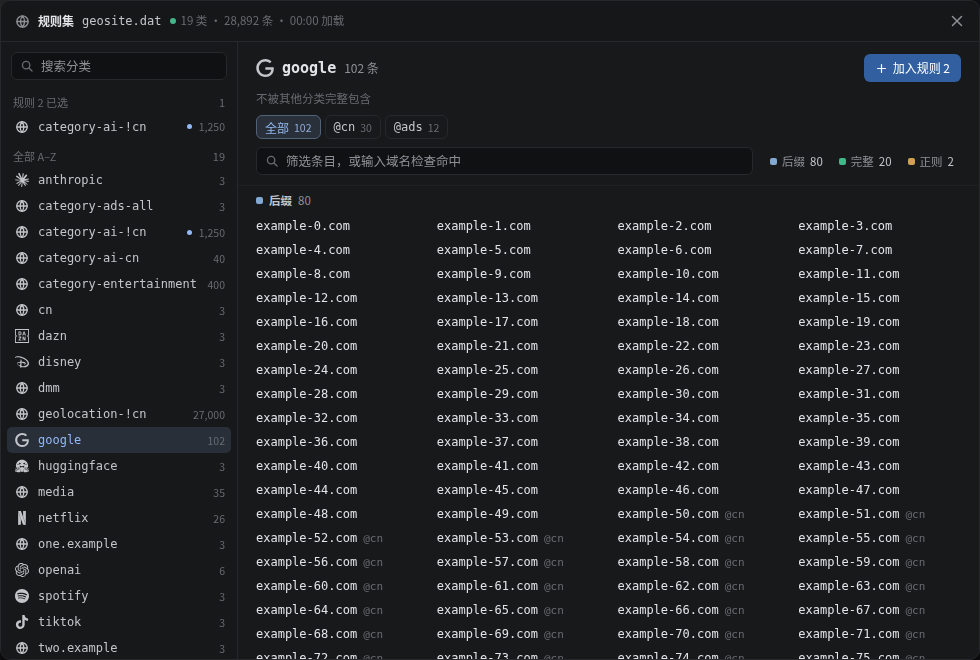 规则集 geosite.dat 19 类 · 28,892 条 · 00:00 加载
搜索分类
规则 2 已选 1
category-ai-!cn 1,250
全部 A–Z 19
anthropic 3
category-ads-all 3
category-ai-!cn 1,250
category-ai-cn 40
category-entertainment 400
cn 3
dazn 3
disney 3
dmm 3
geolocation-!cn 27,000
google 102
huggingface 3
media 35
netflix 26
one.example 3
openai 6
spotify 3
tiktok 3
two.example 3
google 102 条
+ 加入规则 2
不被其他分类完整包含
全部 102 @cn 30 @ads 12
筛选条目，或输入域名检查命中
后缀 80 完整 20 正则 2
后缀 80
example-0.com example-1.com example-2.com example-3.com
example-4.com example-5.com example-6.com example-7.com
example-8.com example-9.com example-10.com example-11.com
example-12.com example-13.com example-14.com example-15.com
example-16.com example-17.com example-18.com example-19.com
example-20.com example-21.com example-22.com example-23.com
example-24.com example-25.com example-26.com example-27.com
example-28.com example-29.com example-30.com example-31.com
example-32.com example-33.com example-34.com example-35.com
example-36.com example-37.com example-38.com example-39.com
example-40.com example-41.com example-42.com example-43.com
example-44.com example-45.com example-46.com example-47.com
example-48.com example-49.com example-50.com @cn example-51.com @cn
example-52.com @cn example-53.com @cn example-54.com @cn example-55.com @cn
example-56.com @cn example-57.com @cn example-58.com @cn example-59.com @cn
example-60.com @cn example-61.com @cn example-62.com @cn example-63.com @cn
example-64.com @cn example-65.com @cn example-66.com @cn example-67.com @cn
example-68.com @cn example-69.com @cn example-70.com @cn example-71.com @cn
example-72.com @cn example-73.com @cn example-74.com @cn example-75.com @cn